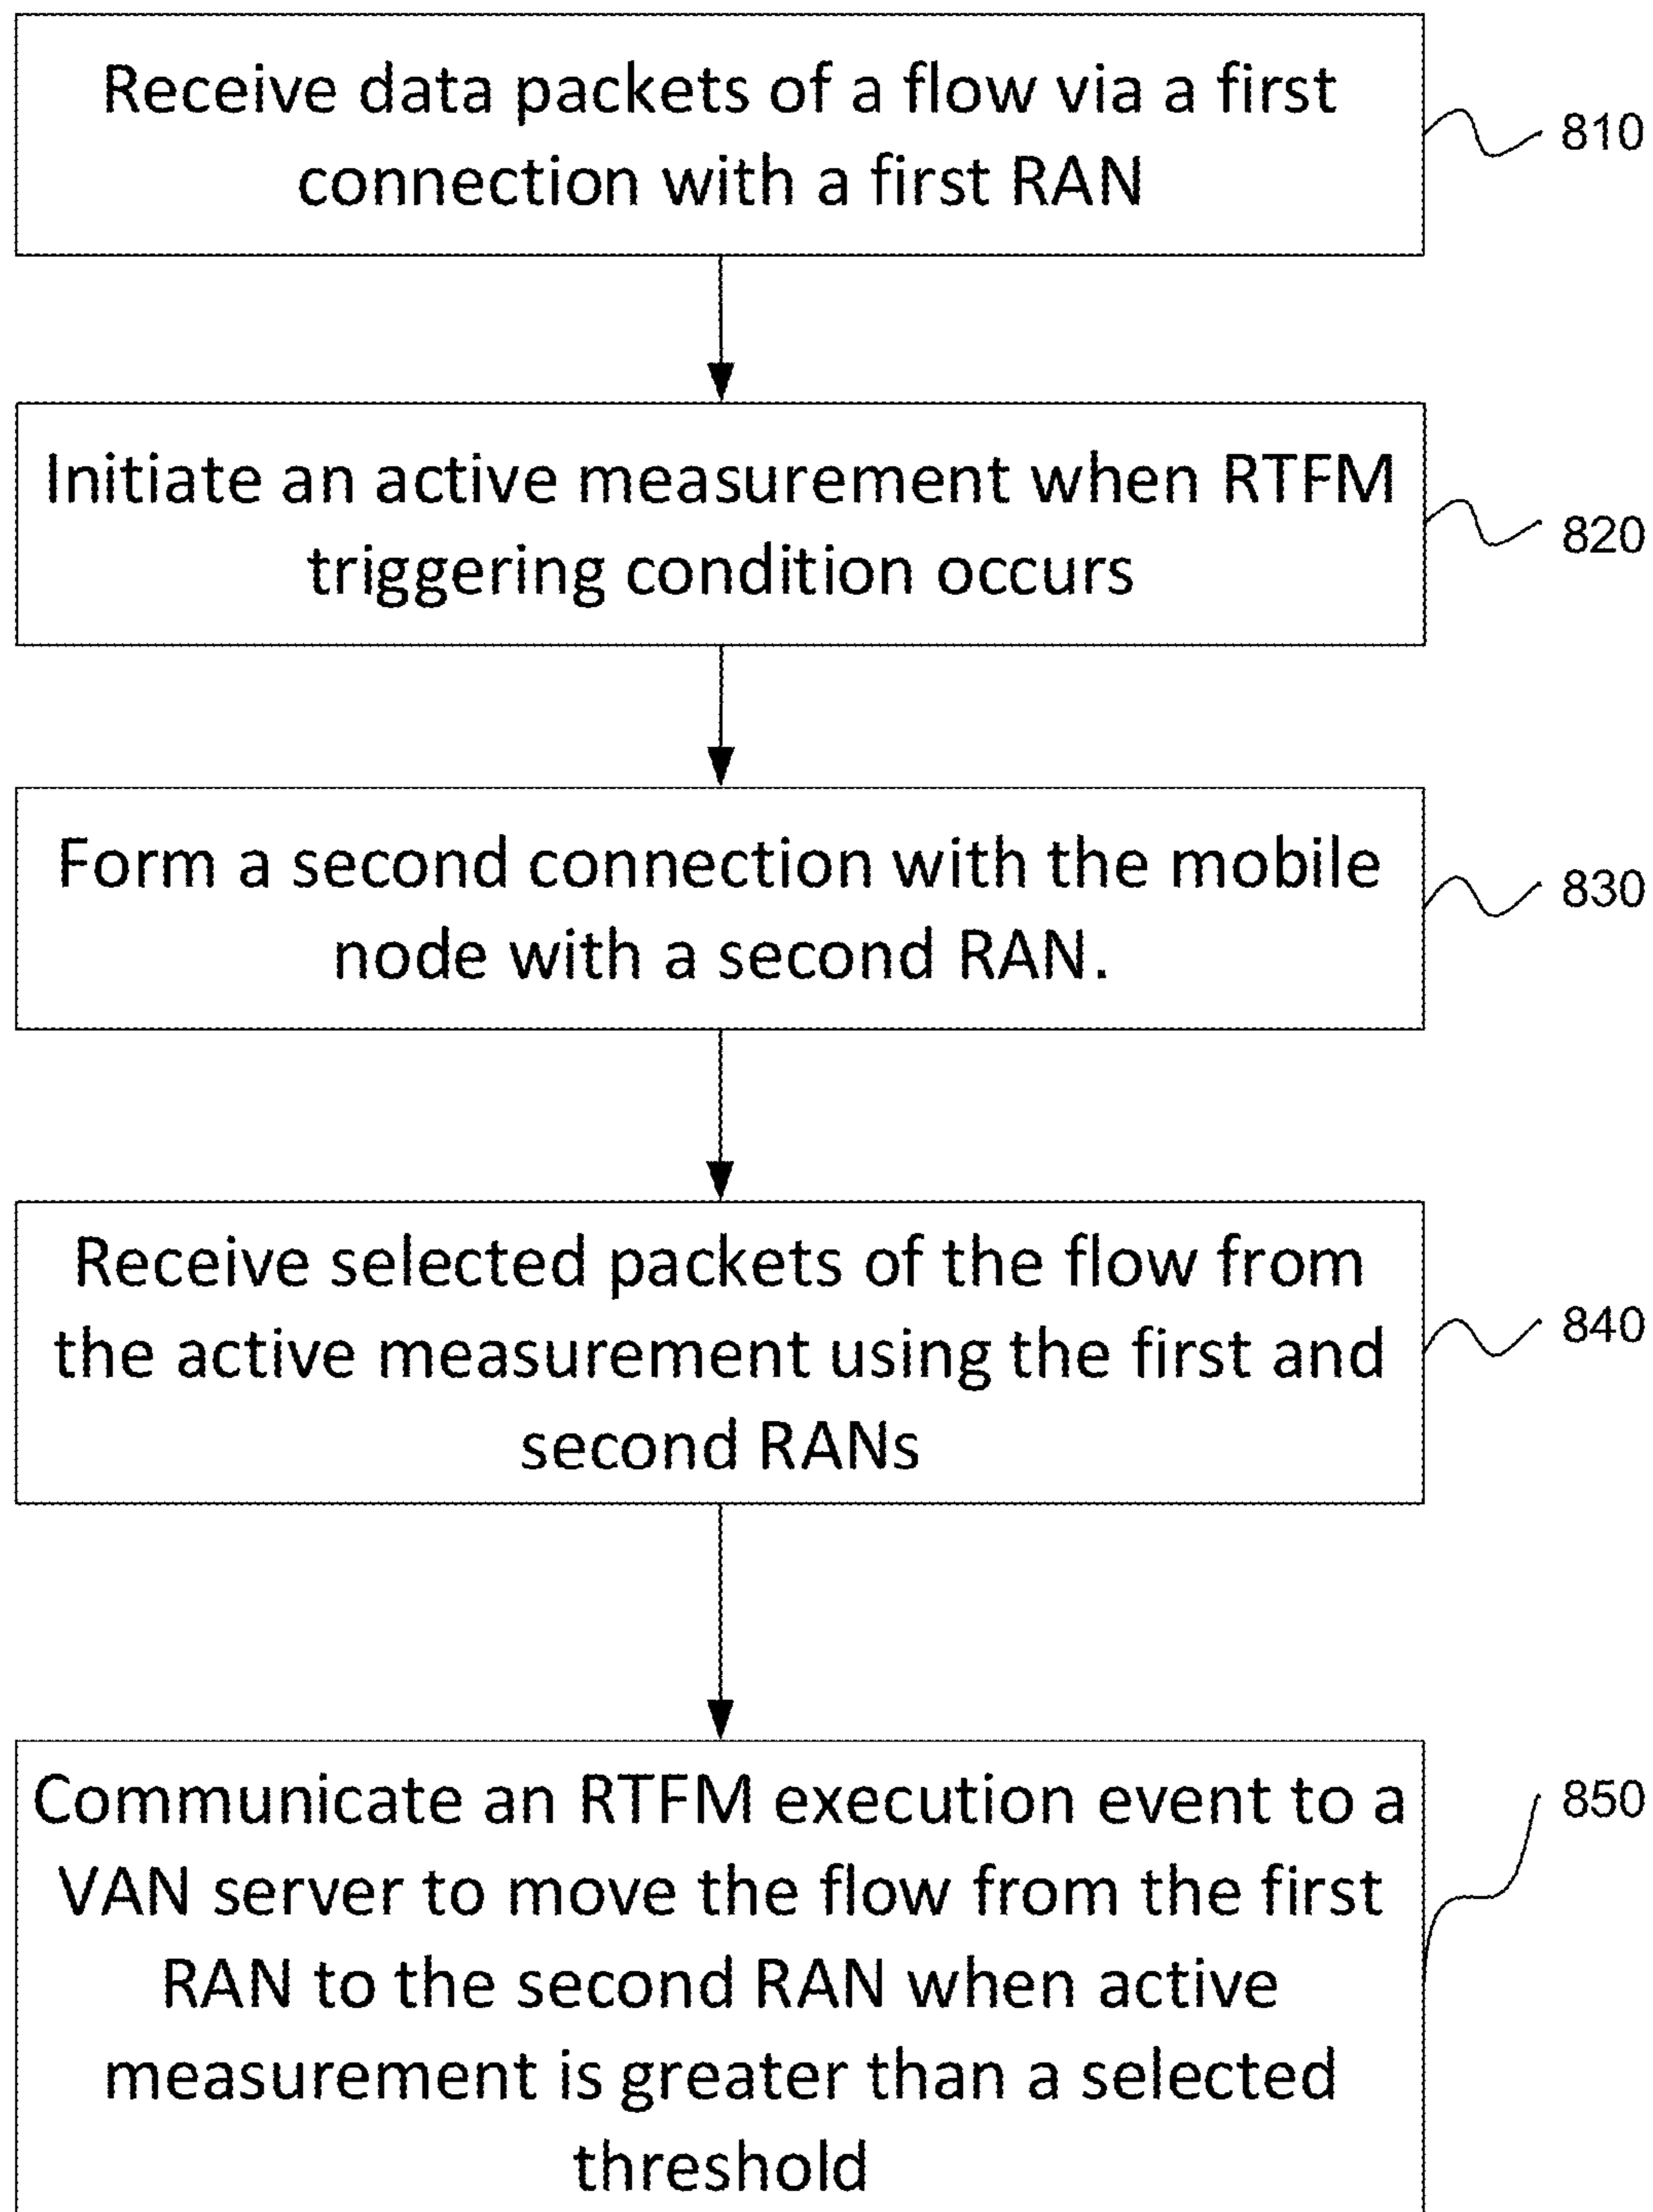 Receive data packets of a flow via a first
connection with a first RAN
810
Initiate an active measurement when RTFM
triggering condition occurs
820
Form a second connection with the mobile
node with a second RAN.
830
Receive selected packets of the flow from
the active measurement using the first and
second RANs
840
Communicate an RTFM execution event to a
VAN server to move the flow from the first
RAN to the second RAN when active
measurement is greater than a selected
threshold
850